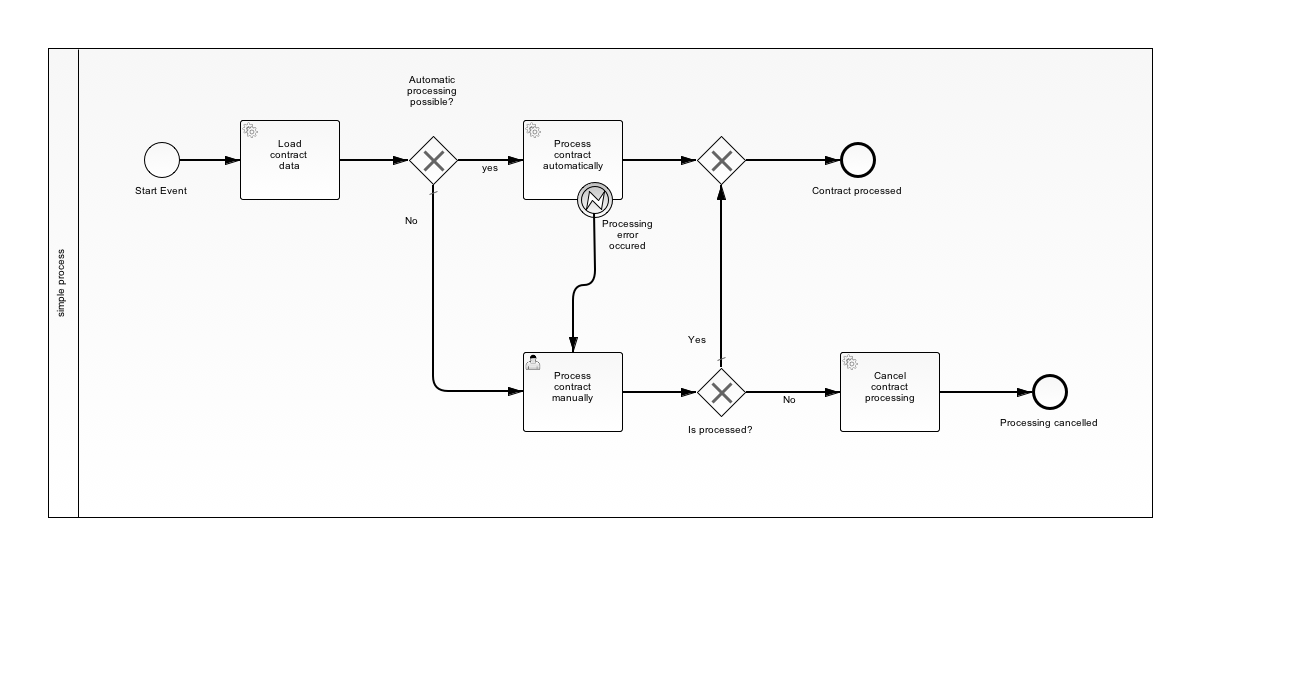 Automatic
processing
possible?
Load
contract
data
Process
contract
automatically
yes
Start Event
Contract processed
No
Processing
error
occured
simple process
Yes
Process
contract
manually
Cancel
contract
processing
No
Is processed?
Processing cancelled